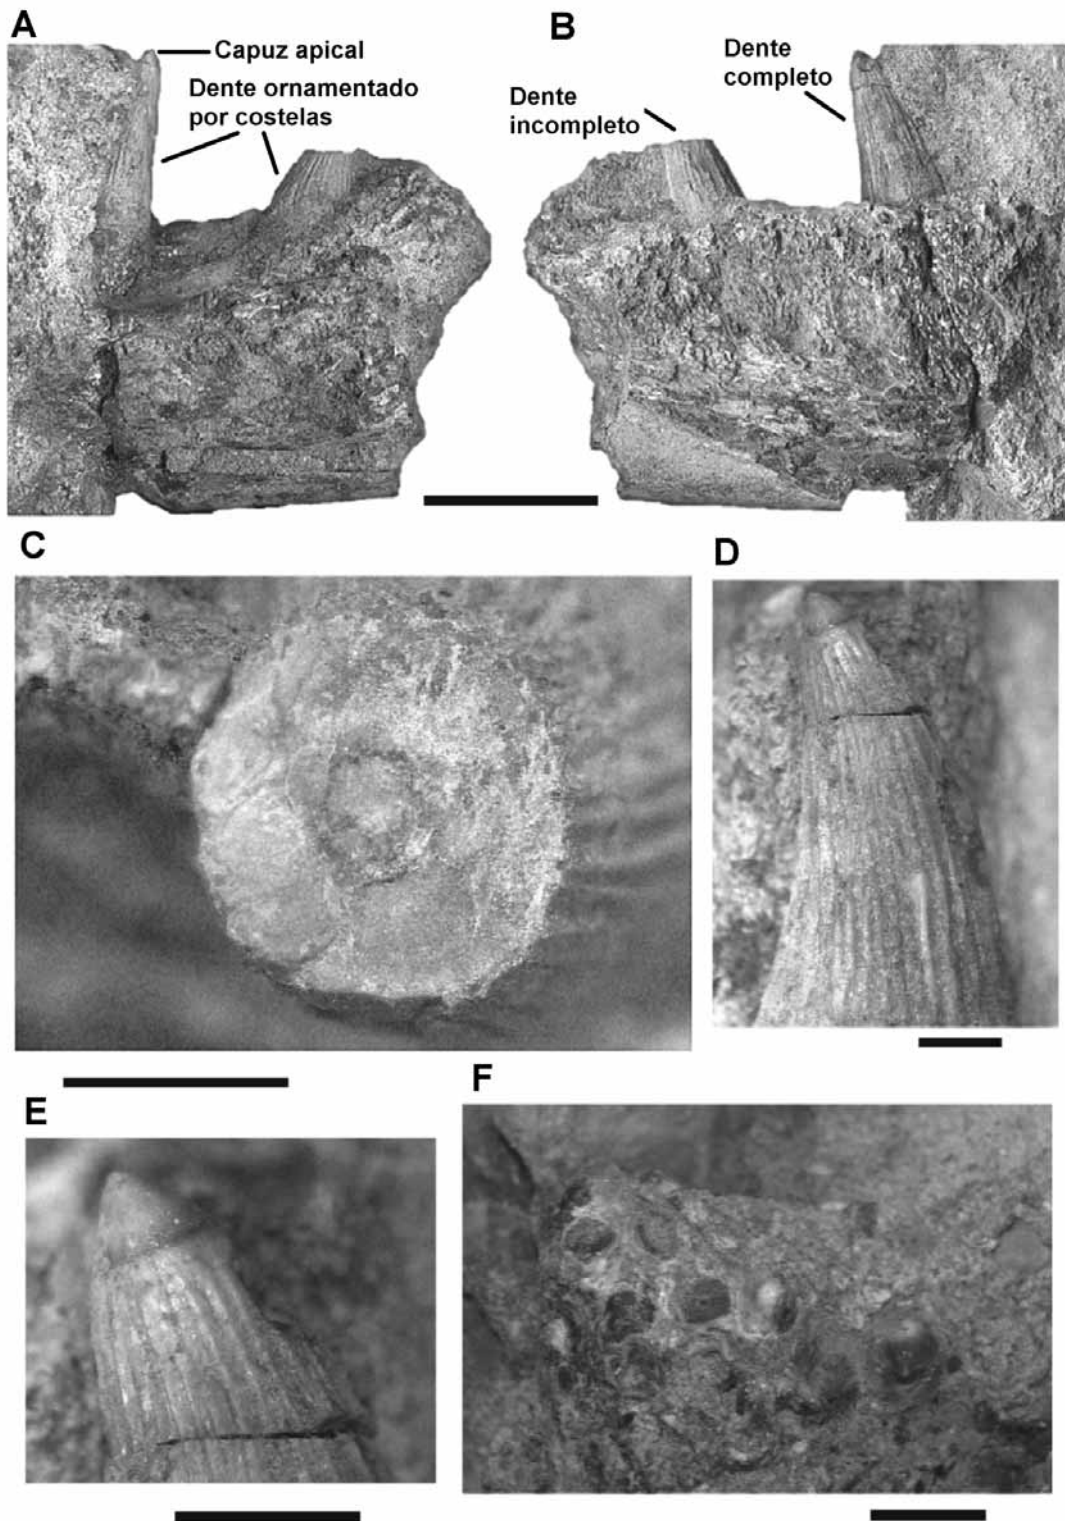 A
B
Capuz apical
Dente ornamentado
por costelas
Dente
incompleto
Dente
completo
C
D
E
F